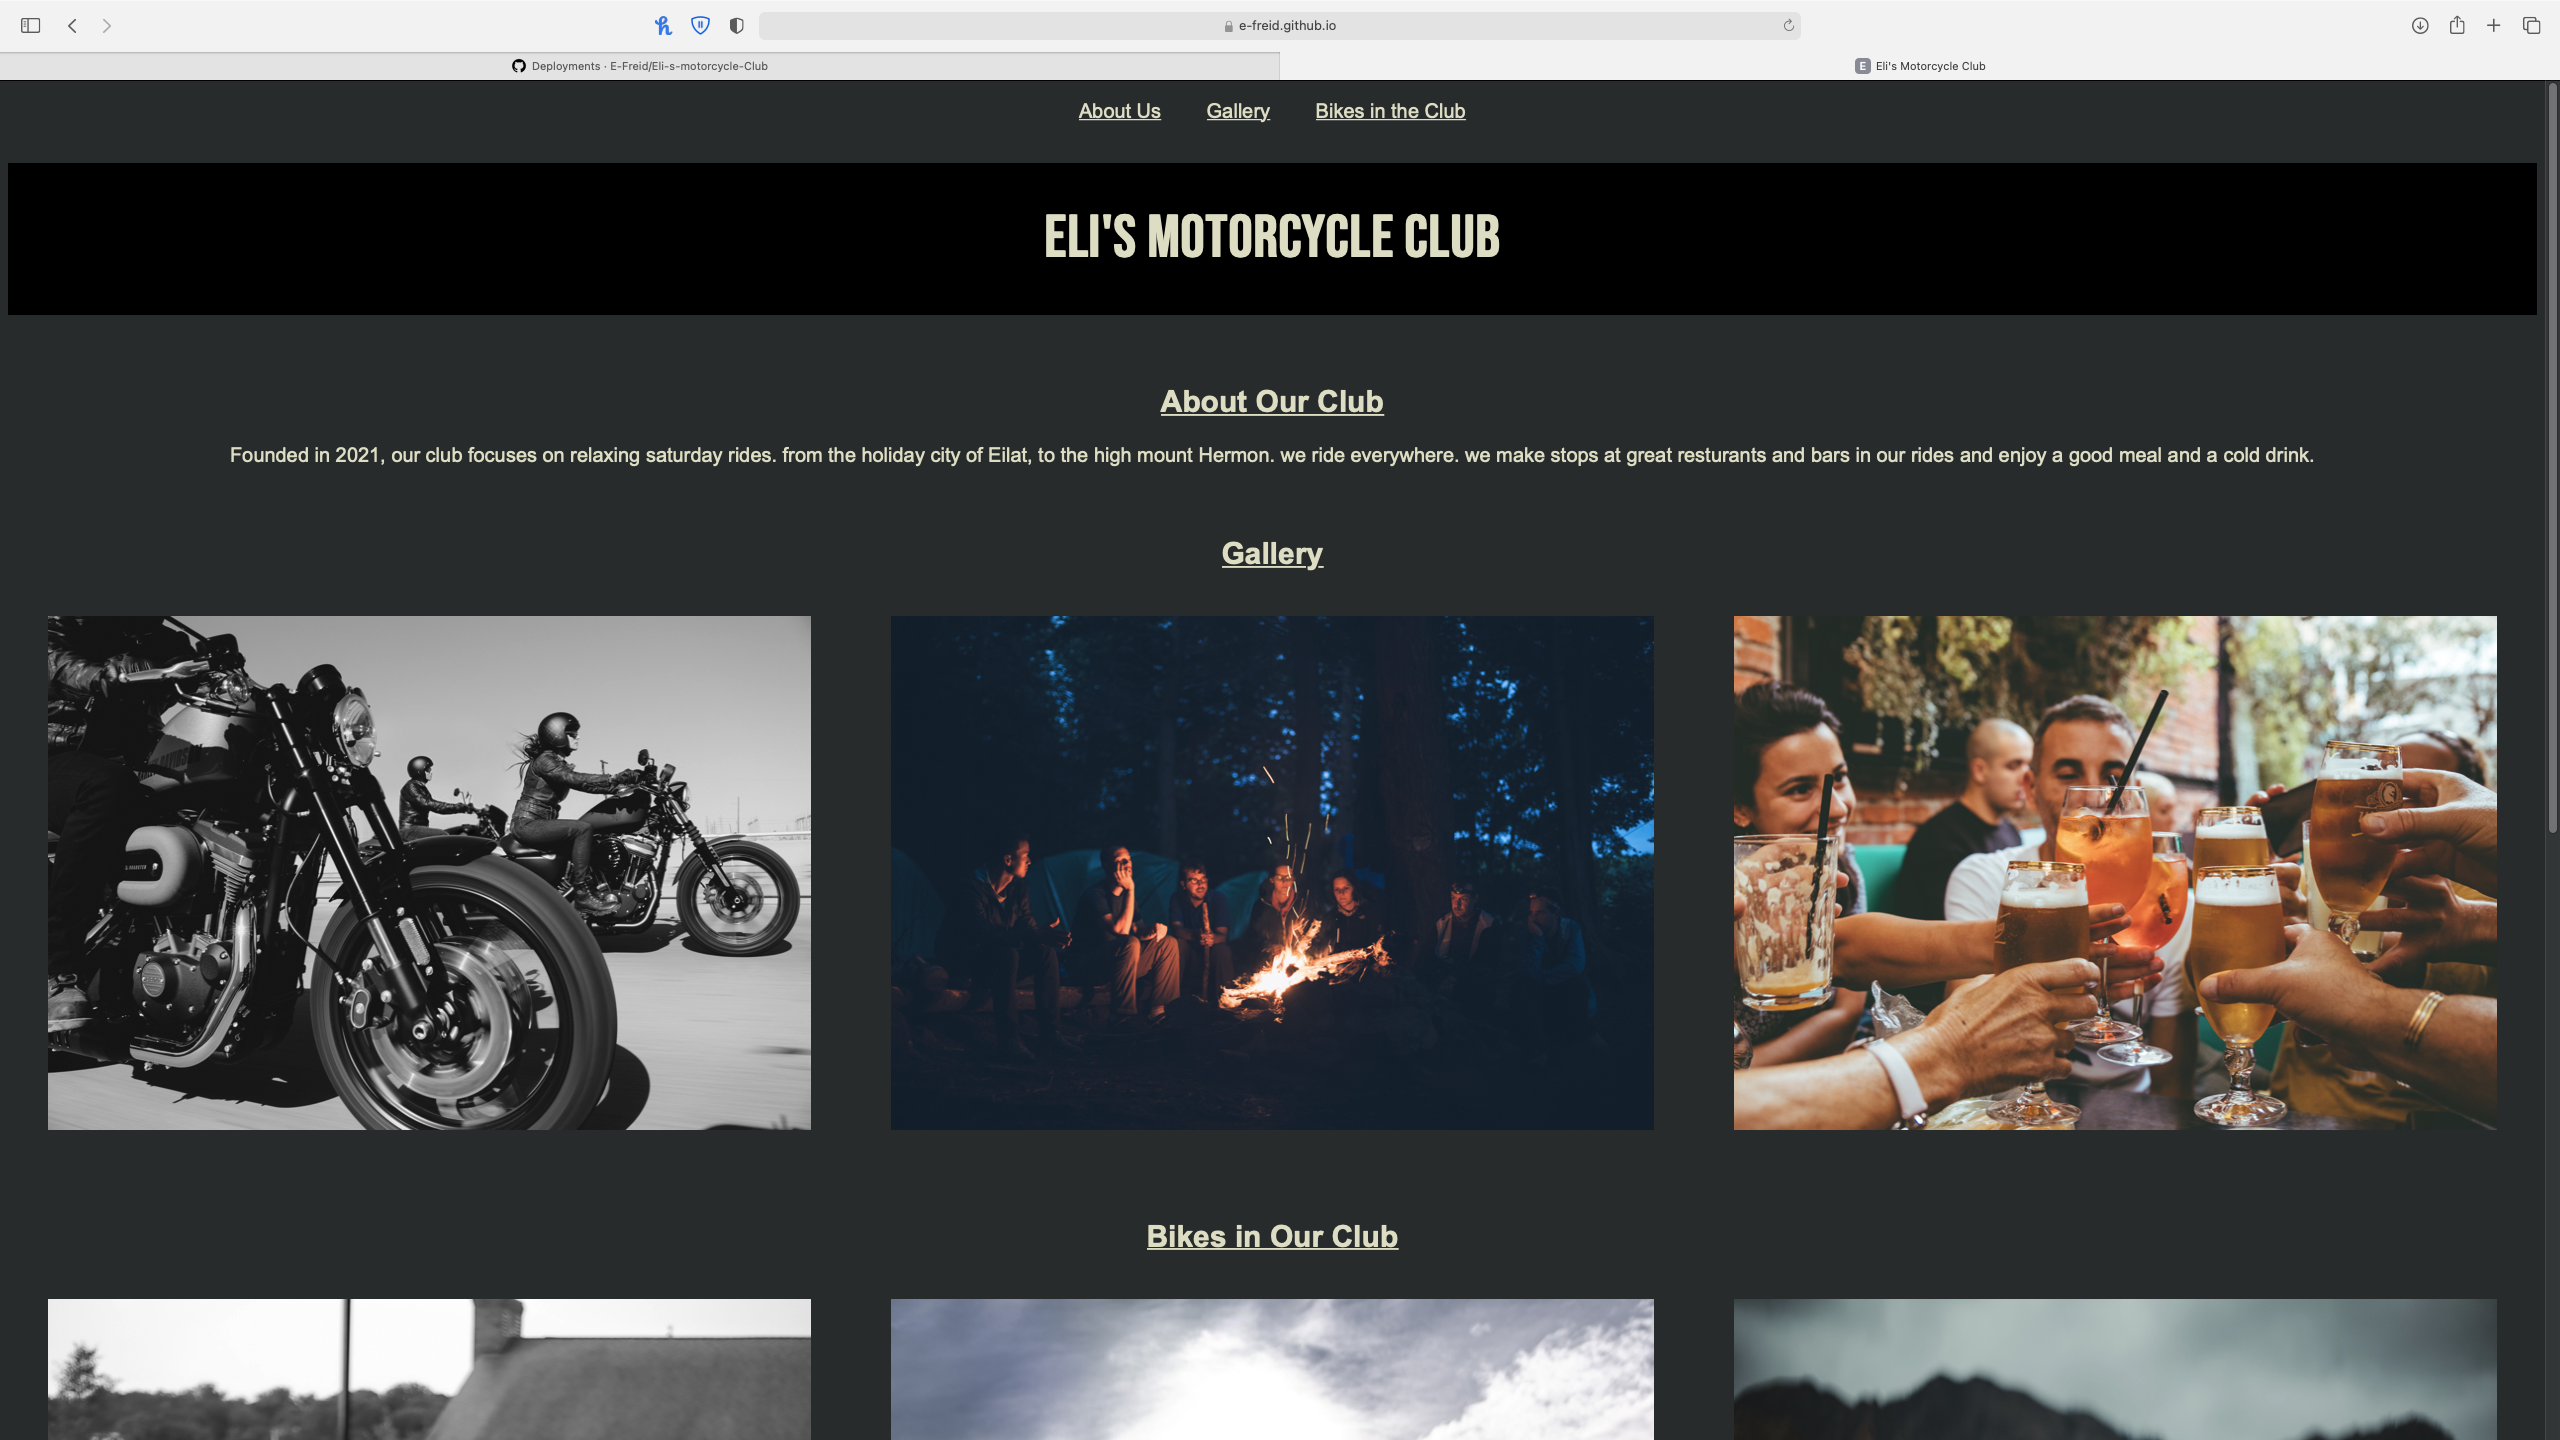 e-freid.github.io
Deployments · E-Freid/Eli-s-motorcycle-Club
E Eli's Motorcycle Club
About Us Gallery Bikes in the Club
ELI'S MOTORCYCLE CLUB
About Our Club
Founded in 2021, our club focuses on relaxing saturday rides. from the holiday city of Eilat, to the high mount Hermon. we ride everywhere. we make stops at great resturants and bars in our rides and enjoy a good meal and a cold drink.
Gallery
Bikes in Our Club